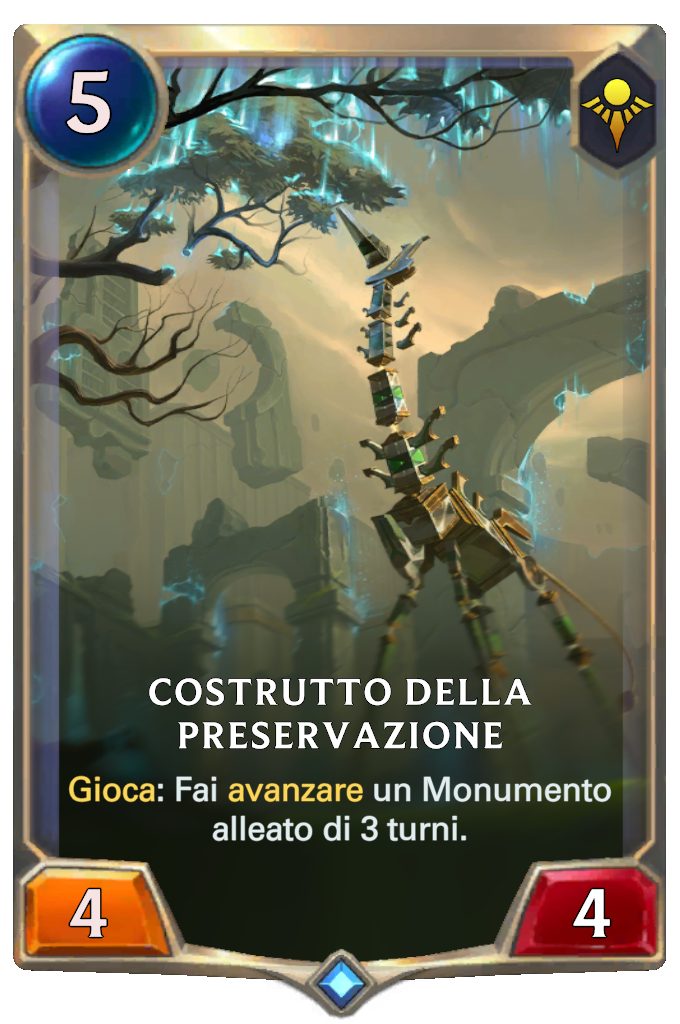 5
COSTRUTTO DELLA
PRESERVAZIONE
Gioca: Fai avanzare un Monumento
alleato di 3 turni.
4
4